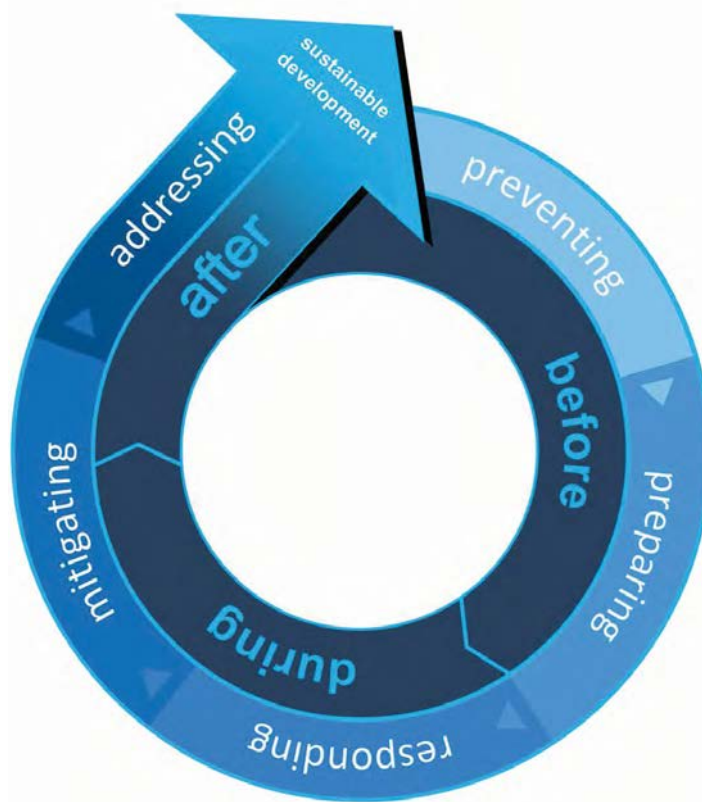 sustainable
development
preventing
preparing
responding
mitigating
addressing
before
during
after